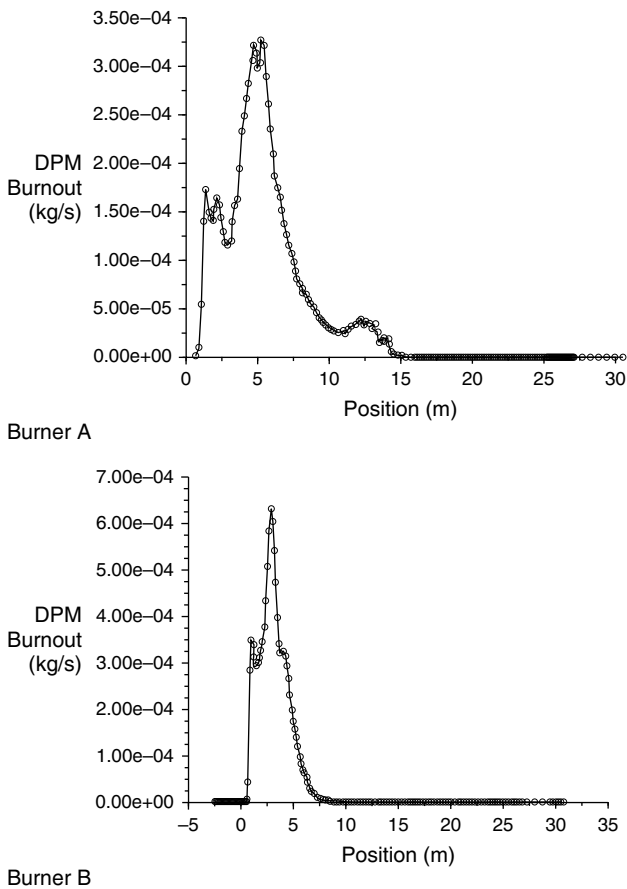 3.50e−04
3.00e−04
2.50e−04
2.00e−04
1.50e−04
1.00e−04
5.00e−05
0.00e+00
DPM
Burnout
(kg/s)
0 5 10 15 20 25 30
Position (m)
Burner A
7.00e−04
6.00e−04
5.00e−04
4.00e−04
3.00e−04
2.00e−04
1.00e−04
0.00e+00
DPM
Burnout
(kg/s)
−5 0 5 10 15 20 25 30 35
Position (m)
Burner B